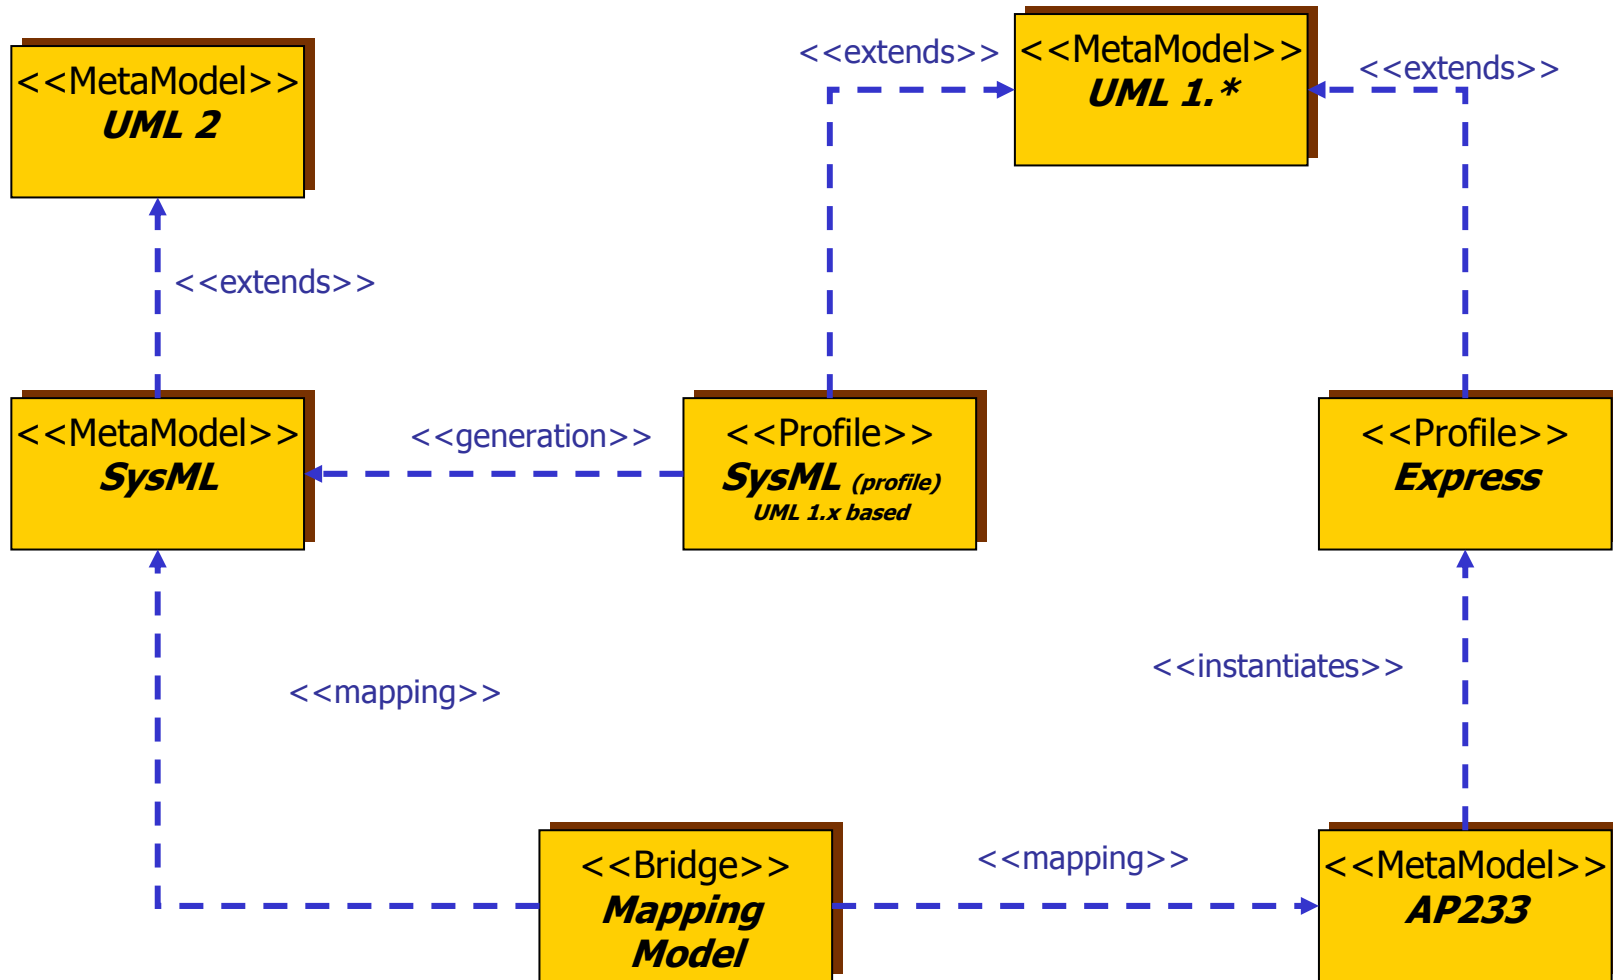 <<MetaModel>>
UML 2
<<extends>>
<<MetaModel>>
UML 1.*
<<extends>>
<<extends>>
<<MetaModel>>
SysML
<<generation>>
<<Profile>>
SysML (profile)
UML 1.x based
<<Profile>>
Express
<<mapping>>
<<instantiates>>
<<Bridge>>
Mapping
Model
<<mapping>>
<<MetaModel>>
AP233